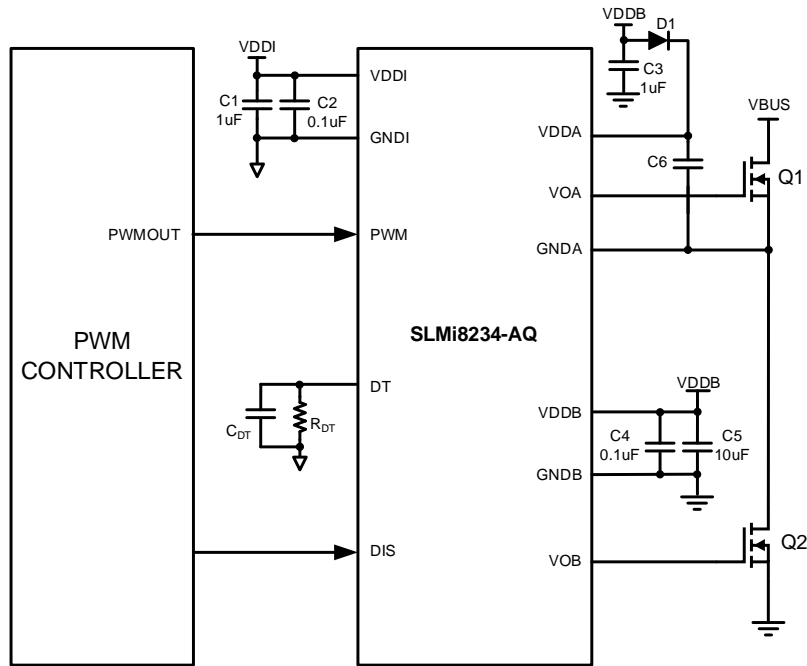 VDDB
D1
VDDI
C3
1uF
C1
1uF
C2
0.1uF
VDDI
GNDI
VDDA
VBUS
C6
Q1
VOA
PWMOUT
PWM
GNDA
SLMi8234-AQ
PWM
CONTROLLER
DT
CDT
RDT
VDDB
VDDB
C4
0.1uF
C5
10uF
GNDB
DIS
VOB
Q2